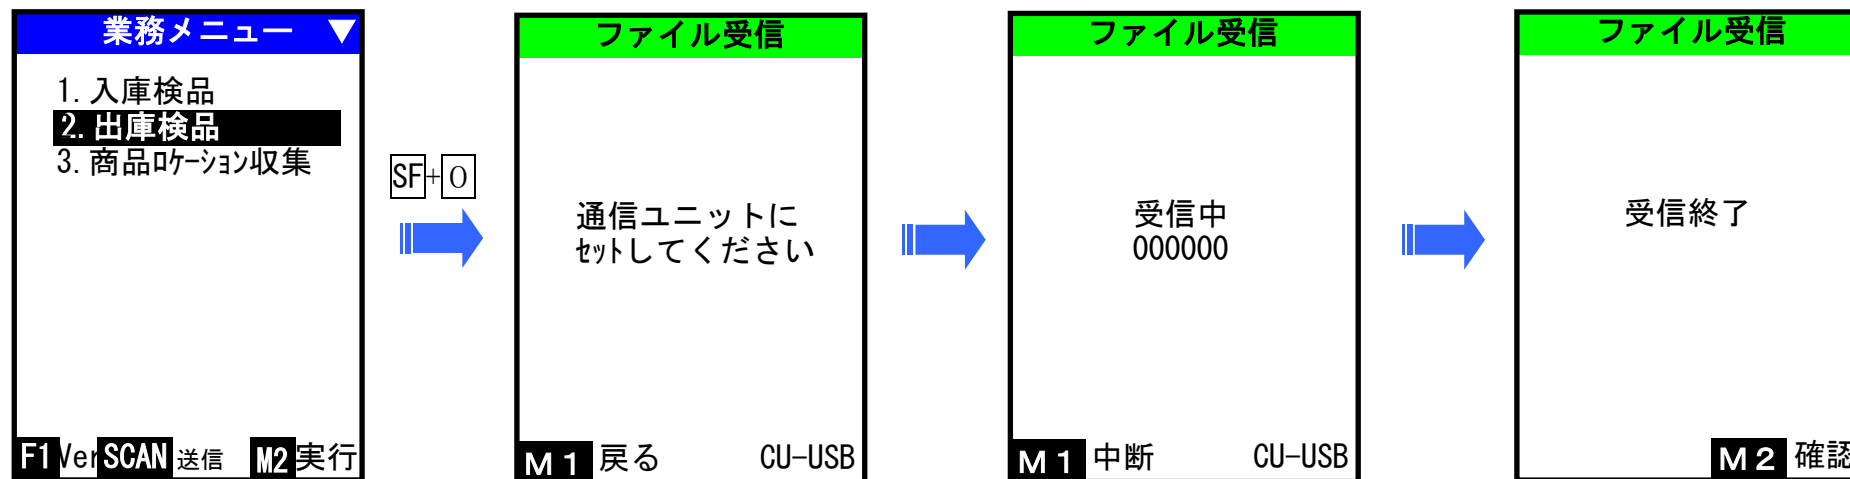 業務メニュー ▼
1. 入庫検品
2. 出庫検品
3. 商品ﾛｹｰｼｮﾝ収集
F1 Ver SCAN 送信 M2 実行
SF+0
ファイル受信
通信ユニットに
ｾｯﾄしてください
M1 戻る CU-USB
ファイル受信
受信中
000000
M1 中断 CU-USB
ファイル受信
受信終了
M2 確認